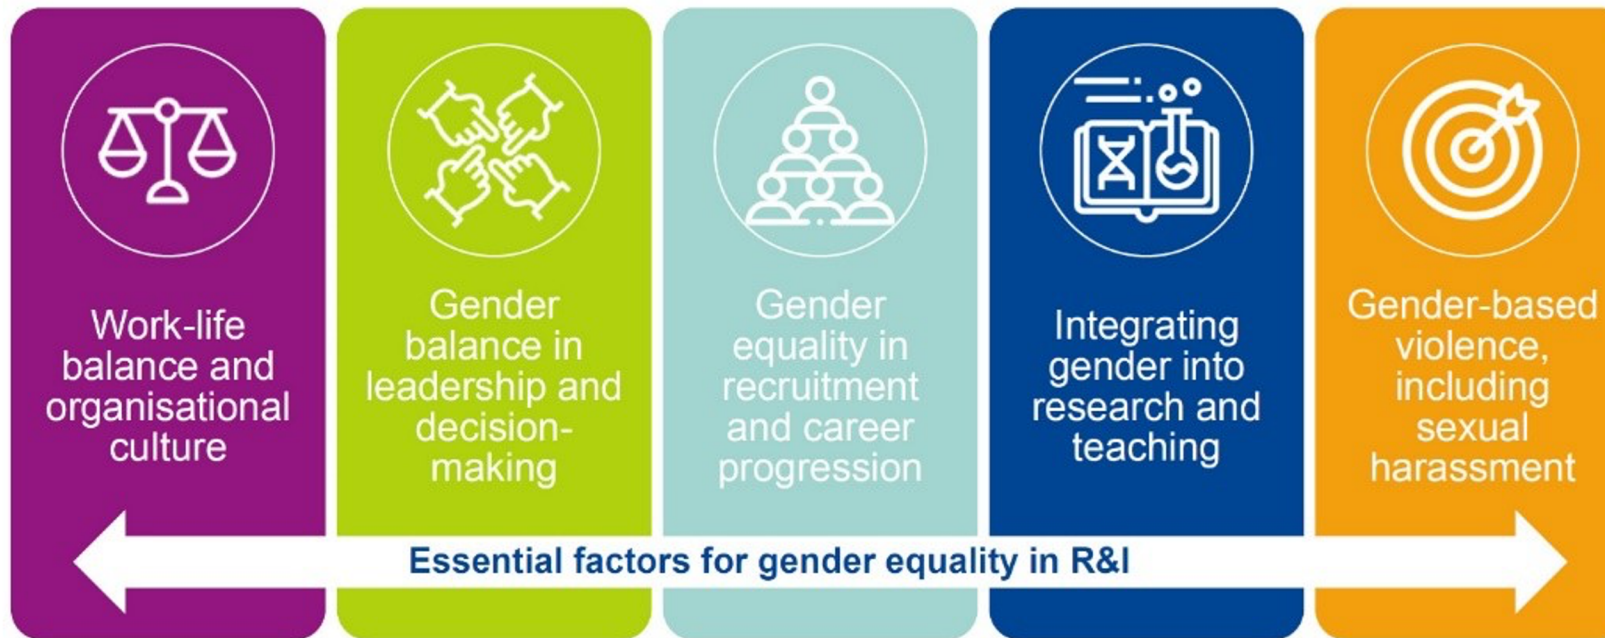 Work-life
balance and
organisational
culture
Gender
balance in
leadership and
decision-
making
Gender
equality in
recruitment
and career
progression
Integrating
gender into
research and
teaching
Gender-based
violence,
including
sexual
harassment
Essential factors for gender equality in R&I